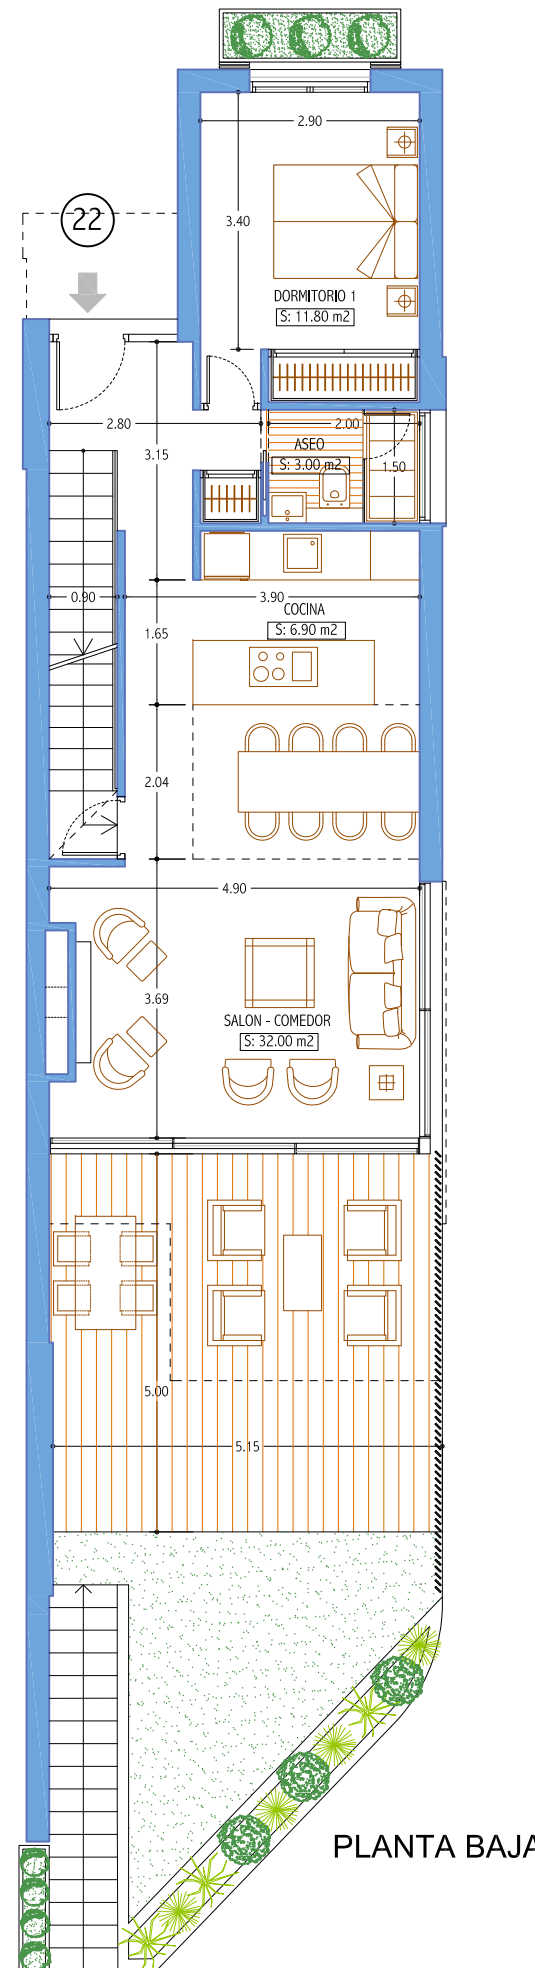 22
2.90
3.40
DORMITORIO 1
S: 11.80 m2
2.80
2.00
ASEO
3.15
S: 3.00 m2
1.50
0.90
3.90
COCINA
1.65
S: 6.90 m2
2.04
4.90
3.69
SALON - COMEDOR
S: 32.00 m2
5.00
5.15
PLANTA BAJA